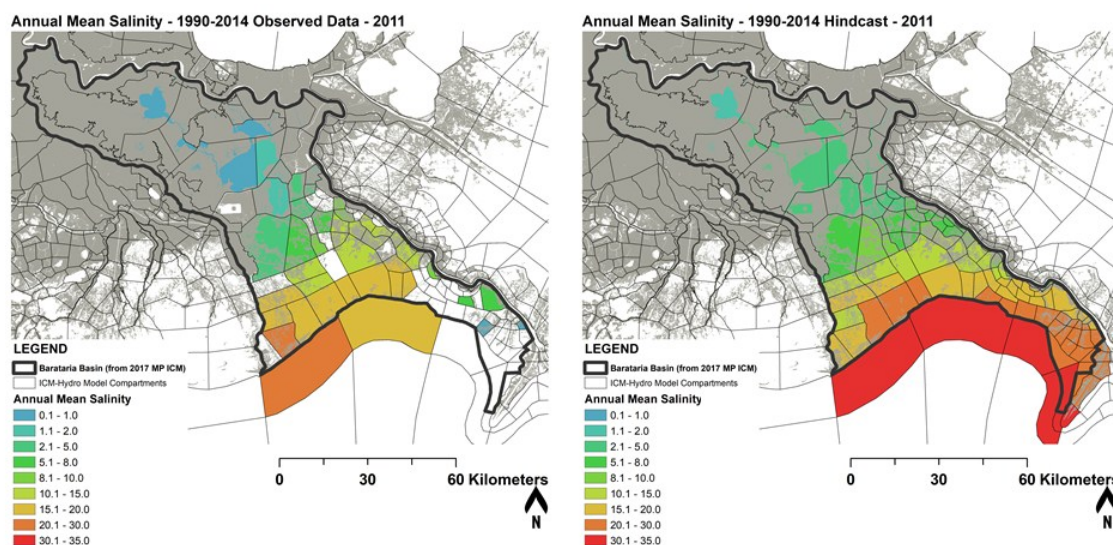 Annual Mean Salinity - 1990-2014 Observed Data - 2011
LEGEND
Barataria Basin (from 2017 MP ICM)
ICM-Hydro Model Compartments
Annual Mean Salinity
0.1 - 1.0
1.1 - 2.0
2.1 - 5.0
5.1 - 8.0
8.1 - 10.0
10.1 - 15.0
15.1 - 20.0
20.1 - 30.0
30.1 - 35.0
0 30 60 Kilometers
N
Annual Mean Salinity - 1990-2014 Hindcast - 2011
LEGEND
Barataria Basin (from 2017 MP ICM)
ICM-Hydro Model Compartments
Annual Mean Salinity
0.1 - 1.0
1.1 - 2.0
2.1 - 5.0
5.1 - 8.0
8.1 - 10.0
10.1 - 15.0
15.1 - 20.0
20.1 - 30.0
30.1 - 35.0
0 30 60 Kilometers
N